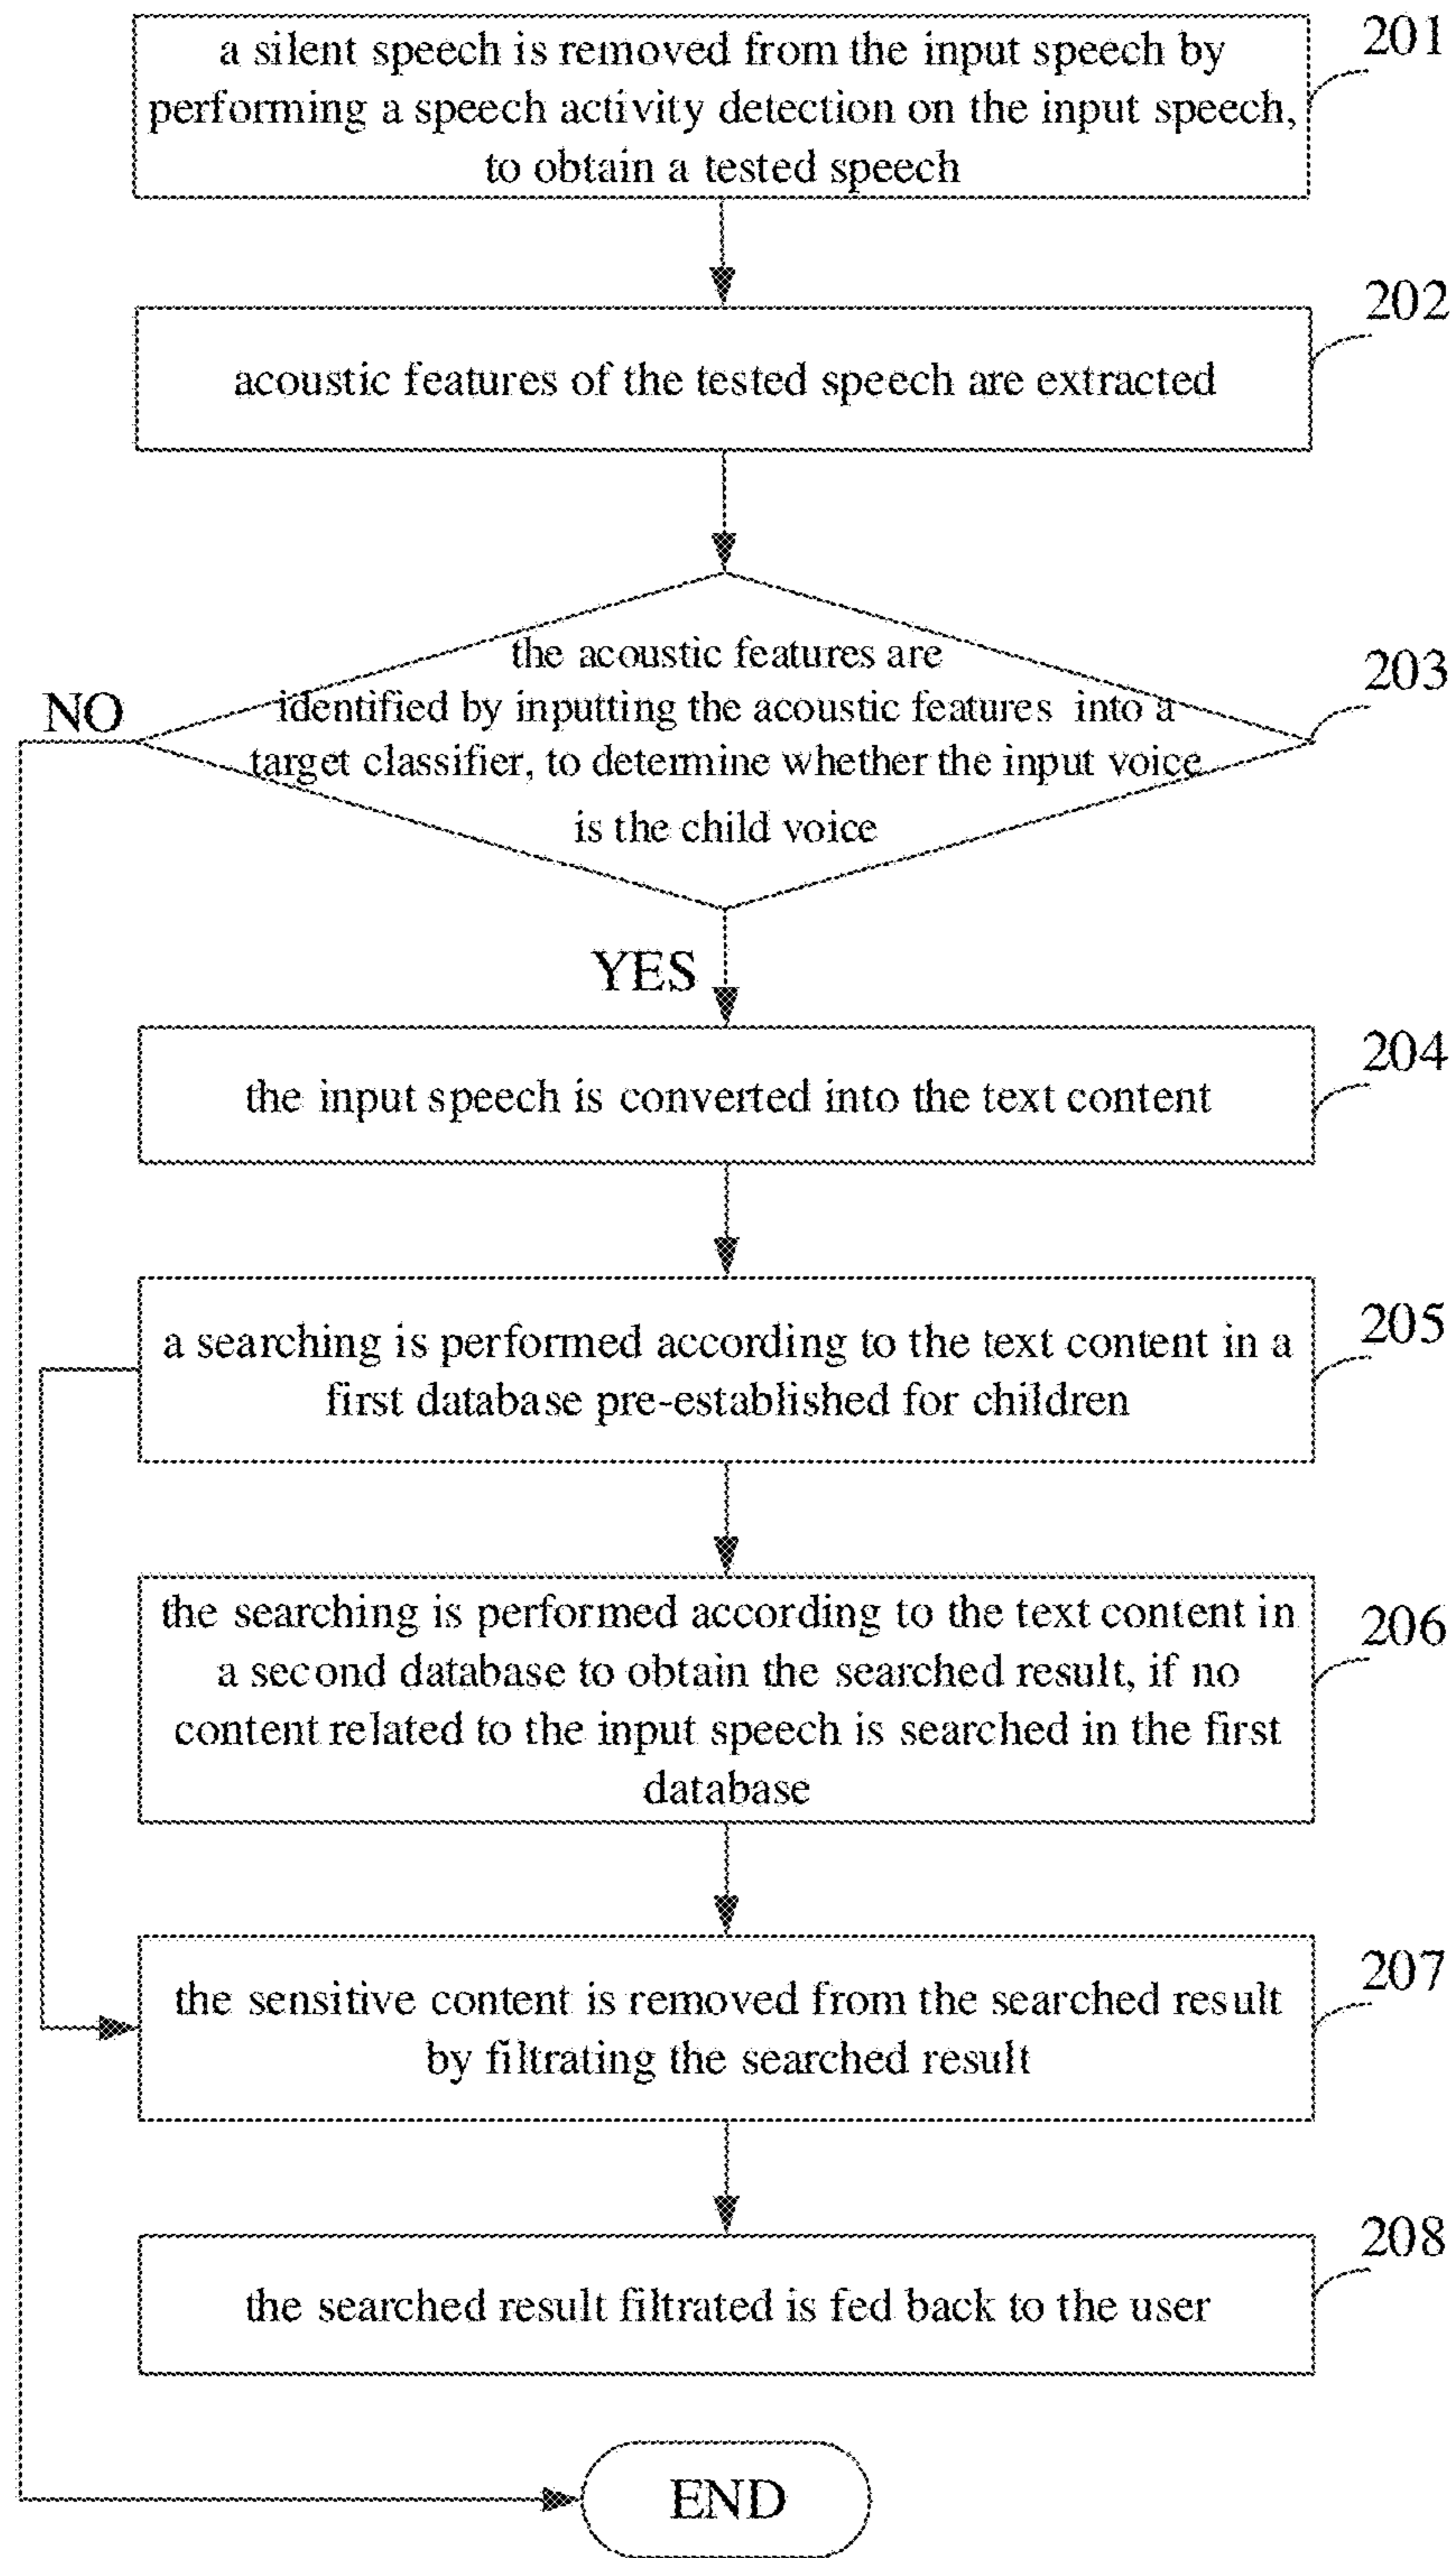 a silent speech is removed from the input speech by
performing a speech activity detection on the input speech,
to obtain a tested speech
201
acoustic features of the tested speech are extracted
202
the acoustic features are
identified by inputting the acoustic features into a
target classifier, to determine whether the input voice
is the child voice
203
NO
YES
the input speech is converted into the text content
204
a searching is performed according to the text content in a
first database pre-established for children
205
the searching is performed according to the text content in
a second database to obtain the searched result, if no
content related to the input speech is searched in the first
database
206
the sensitive content is removed from the searched result
by filtrating the searched result
207
the searched result filtrated is fed back to the user
208
END